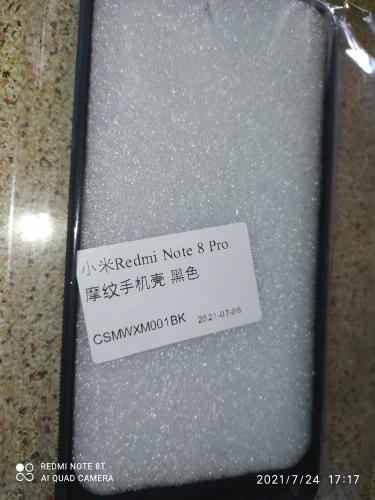 小米Redmi Note 8 Pro
摩纹手机壳 黑色
CSMWXM001BK 2021-07-06
REDMI NOTE 8T
AI QUAD CAMERA
2021/7/24 17:17